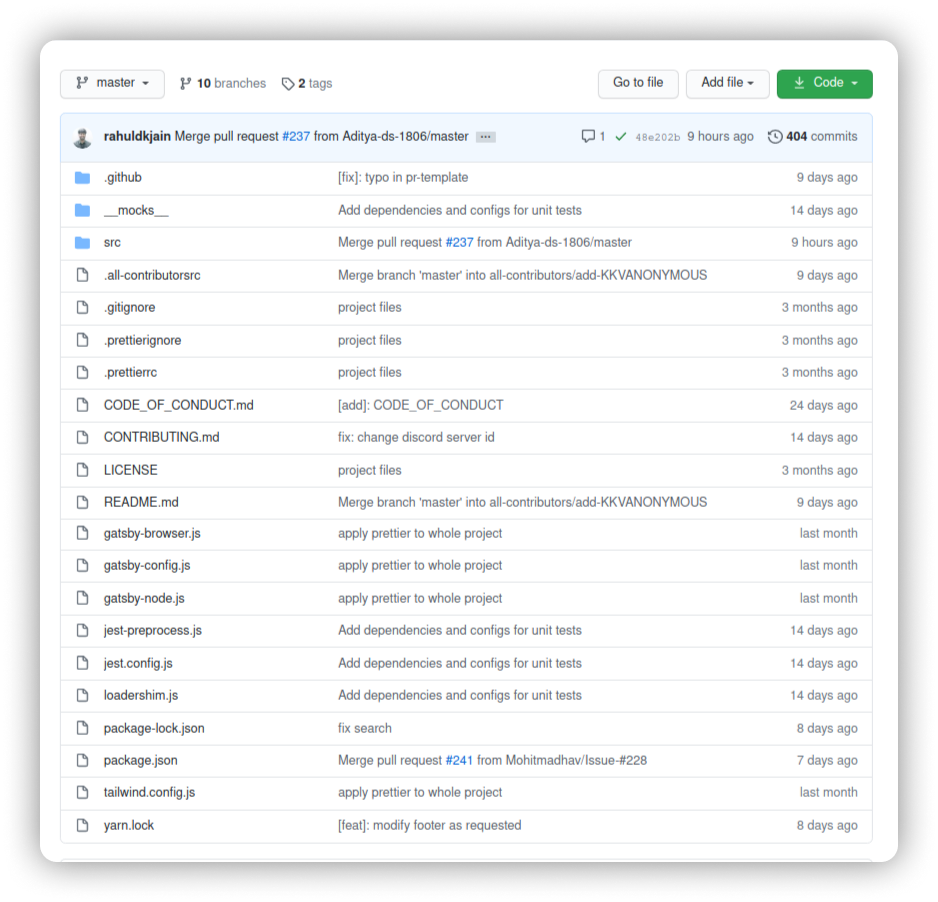 master 10 branches 2 tags Go to file Add file Code
rahuldkjain Merge pull request #237 from Aditya-ds-1806/master ... 1 48e202b 9 hours ago 404 commits
.github [fix]: typo in pr-template 9 days ago
__mocks__ Add dependencies and configs for unit tests 14 days ago
src Merge pull request #237 from Aditya-ds-1806/master 9 hours ago
.all-contributorsrc Merge branch 'master' into all-contributors/add-KKVANONYMOUS 9 days ago
.gitignore project files 3 months ago
.prettierignore project files 3 months ago
.prettierrc project files 3 months ago
CODE_OF_CONDUCT.md [add]: CODE_OF_CONDUCT 24 days ago
CONTRIBUTING.md fix: change discord server id 14 days ago
LICENSE project files 3 months ago
README.md Merge branch 'master' into all-contributors/add-KKVANONYMOUS 9 days ago
gatsby-browser.js apply prettier to whole project last month
gatsby-config.js apply prettier to whole project last month
gatsby-node.js apply prettier to whole project last month
jest-preprocess.js Add dependencies and configs for unit tests 14 days ago
jest.config.js Add dependencies and configs for unit tests 14 days ago
loadershim.js Add dependencies and configs for unit tests 14 days ago
package-lock.json fix search 8 days ago
package.json Merge pull request #241 from Mohitmadhav/Issue-#228 7 days ago
tailwind.config.js apply prettier to whole project last month
yarn.lock [feat]: modify footer as requested 8 days ago